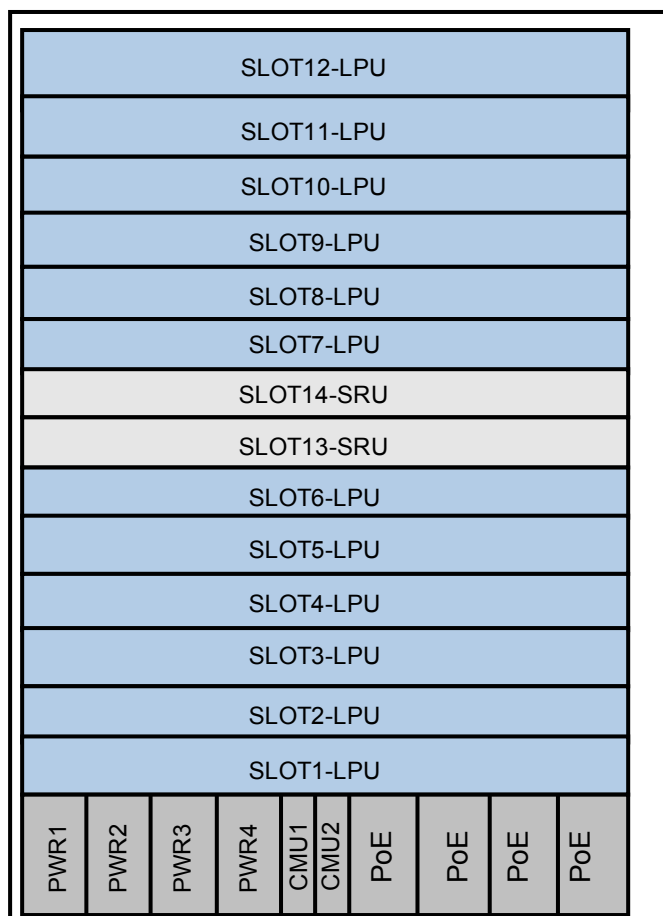 SLOT12-LPU
SLOT11-LPU
SLOT10-LPU
SLOT9-LPU
SLOT8-LPU
SLOT7-LPU
SLOT14-SRU
SLOT13-SRU
SLOT6-LPU
SLOT5-LPU
SLOT4-LPU
SLOT3-LPU
SLOT2-LPU
SLOT1-LPU
PWR1
PWR2
PWR3
PWR4
CMU1
CMU2
PoE
PoE
PoE
PoE